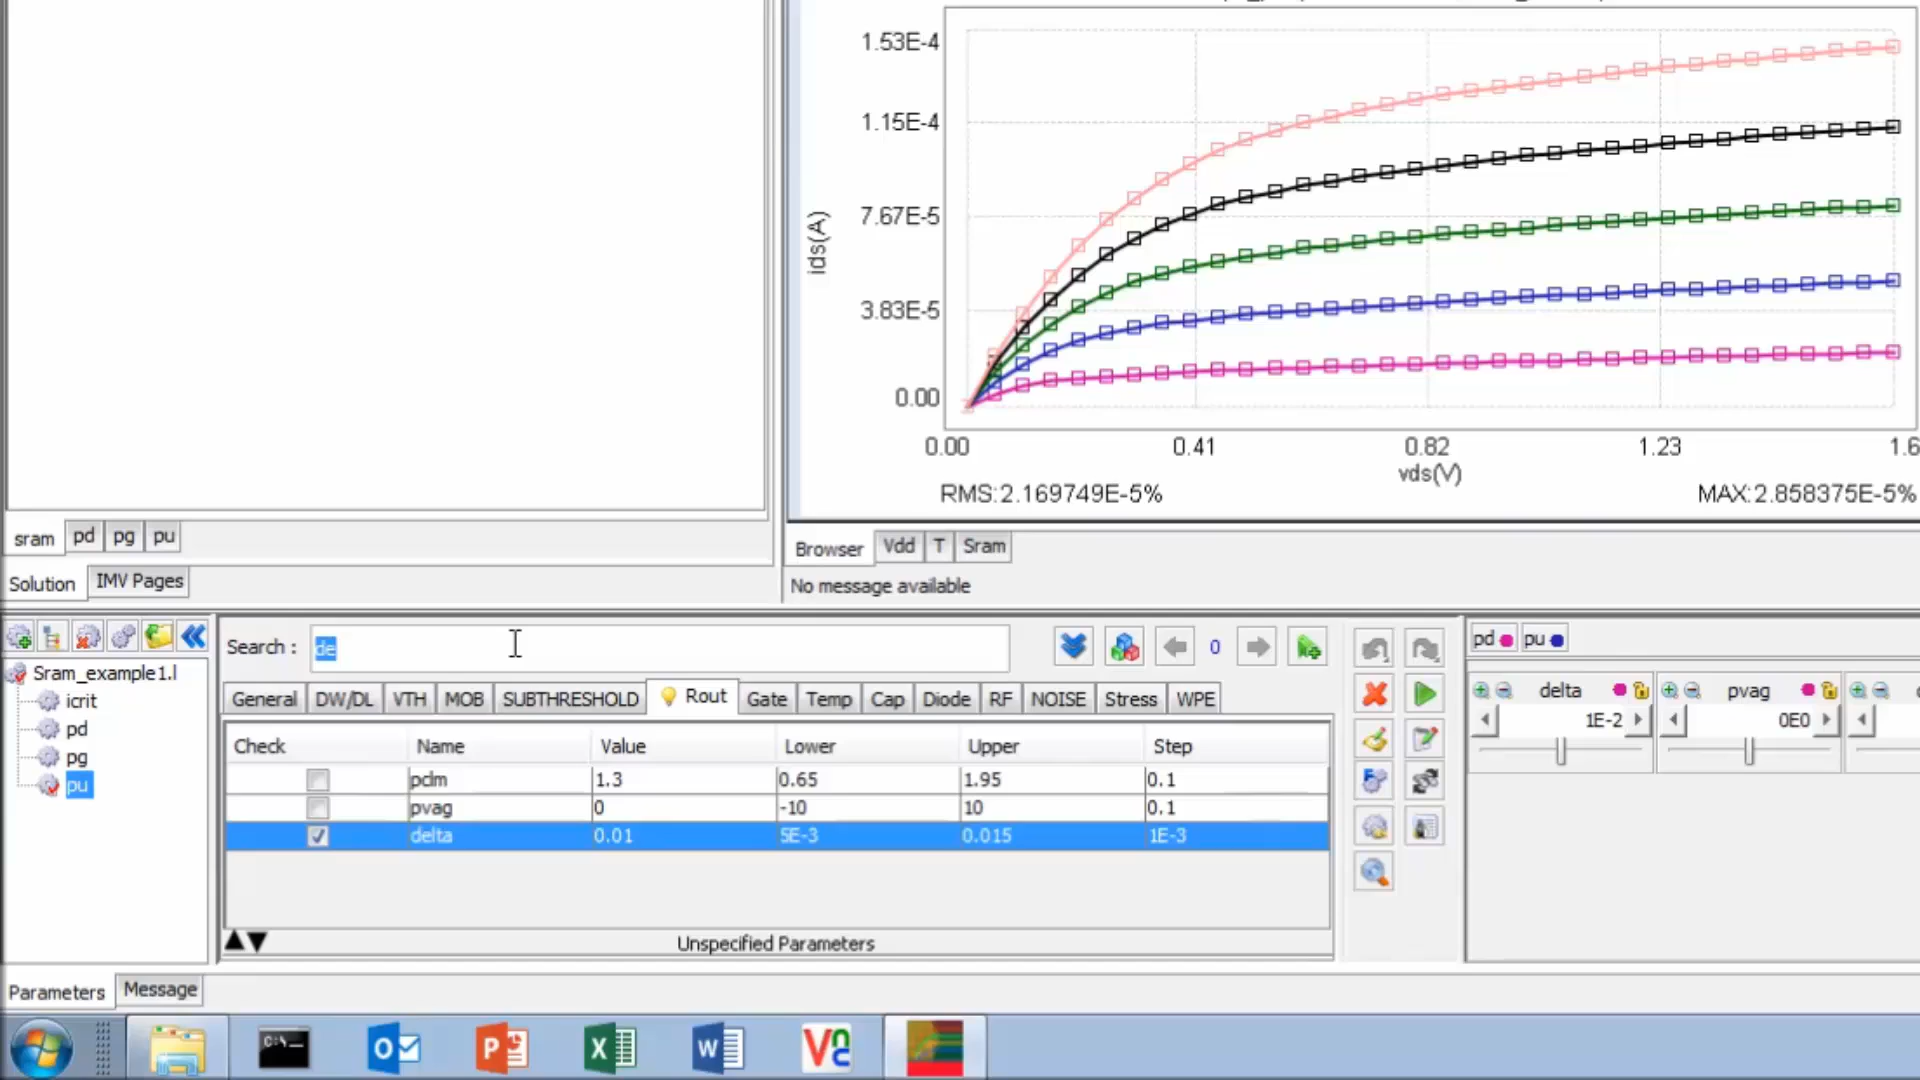 1.53E-4
1.15E-4
7.67E-5
3.83E-5
0.00
ids(A)
0.00 0.41 0.82 1.23 1.6
vds(V)
RMS:2.169749E-5% MAX:2.858375E-5%
sram pd pg pu
Browser Vdd T Sram
Solution IMV Pages
No message available
Search : de
0
pd pu
Sram_example1.l
icrit
pd
pg
pu
General DW/DL VTH MOB SUBTHRESHOLD Rout Gate Temp Cap Diode RF NOISE Stress WPE
Check Name Value Lower Upper Step
pclm 1.3 0.65 1.95 0.1
pvag 0 -10 10 0.1
delta 0.01 5E-3 0.015 1E-3
Unspecified Parameters
delta pvag
1E-2 0E0
Parameters Message
C:\
O
P
X
W